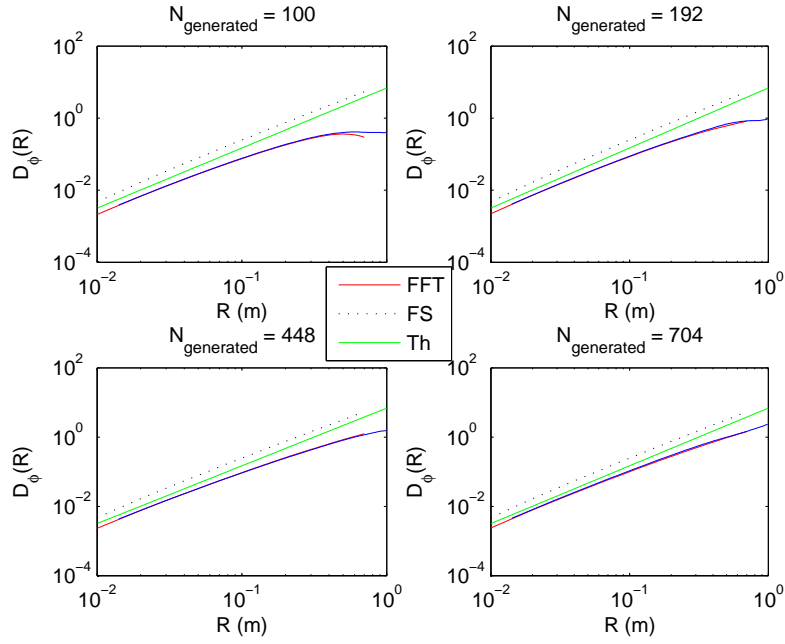 N_generated = 100
10^2
10^0
10^−2
10^−4
D_ϕ(R)
10^−2
10^−1
10^0
R (m)
N_generated = 192
10^2
10^0
10^−2
10^−4
D_ϕ(R)
10^−2
10^−1
10^0
R (m)
FFT
FS
Th
N_generated = 448
10^2
10^0
10^−2
10^−4
D_ϕ(R)
10^−2
10^−1
10^0
R (m)
N_generated = 704
10^2
10^0
10^−2
10^−4
D_ϕ(R)
10^−2
10^−1
10^0
R (m)